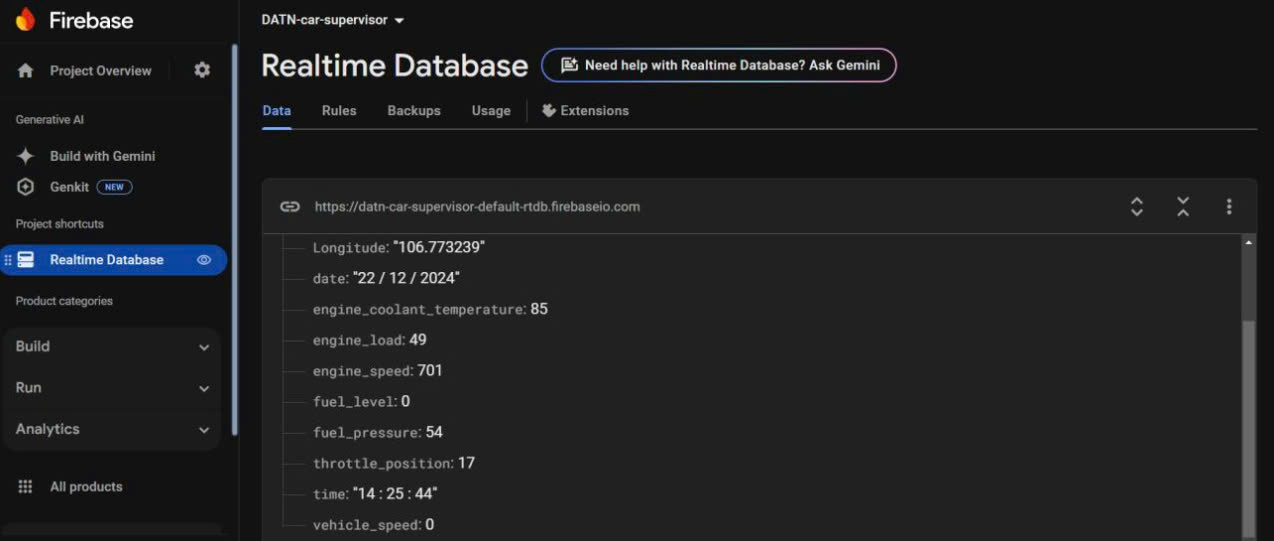 Firebase
Project Overview
Generative AI
Build with Gemini
Genkit NEW
Project shortcuts
Realtime Database
Product categories
Build
Run
Analytics
All products
DATN-car-supervisor
Realtime Database
Need help with Realtime Database? Ask Gemini
Data Rules Backups Usage Extensions
https://datn-car-supervisor-default-rtdb.firebaseio.com
Longitude: "106.773239"
date: "22 / 12 / 2024"
engine_coolant_temperature: 85
engine_load: 49
engine_speed: 701
fuel_level: 0
fuel_pressure: 54
throttle_position: 17
time: "14 : 25 : 44"
vehicle_speed: 0